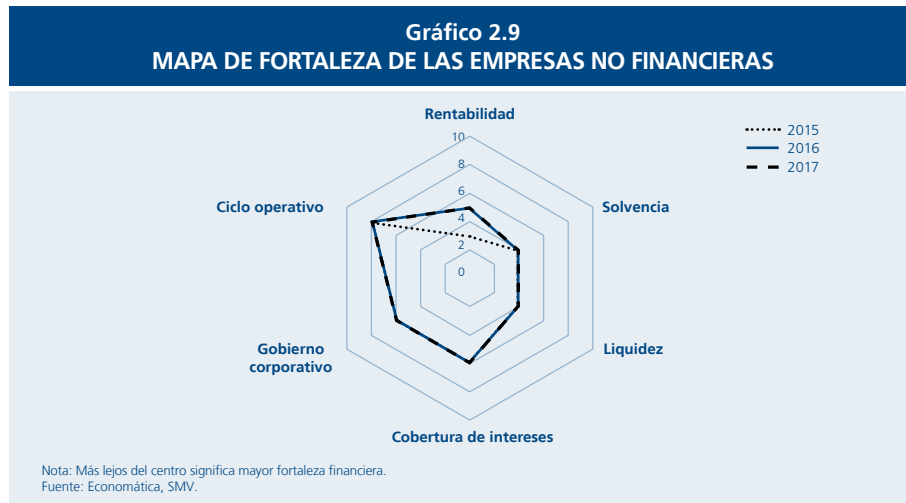 Gráfico 2.9
MAPA DE FORTALEZA DE LAS EMPRESAS NO FINANCIERAS
Rentabilidad
10
8
6
4
2
0
2015
2016
2017
Ciclo operativo
Solvencia
Gobierno
corporativo
Liquidez
Cobertura de intereses
Nota: Más lejos del centro significa mayor fortaleza financiera.
Fuente: Economática, SMV.